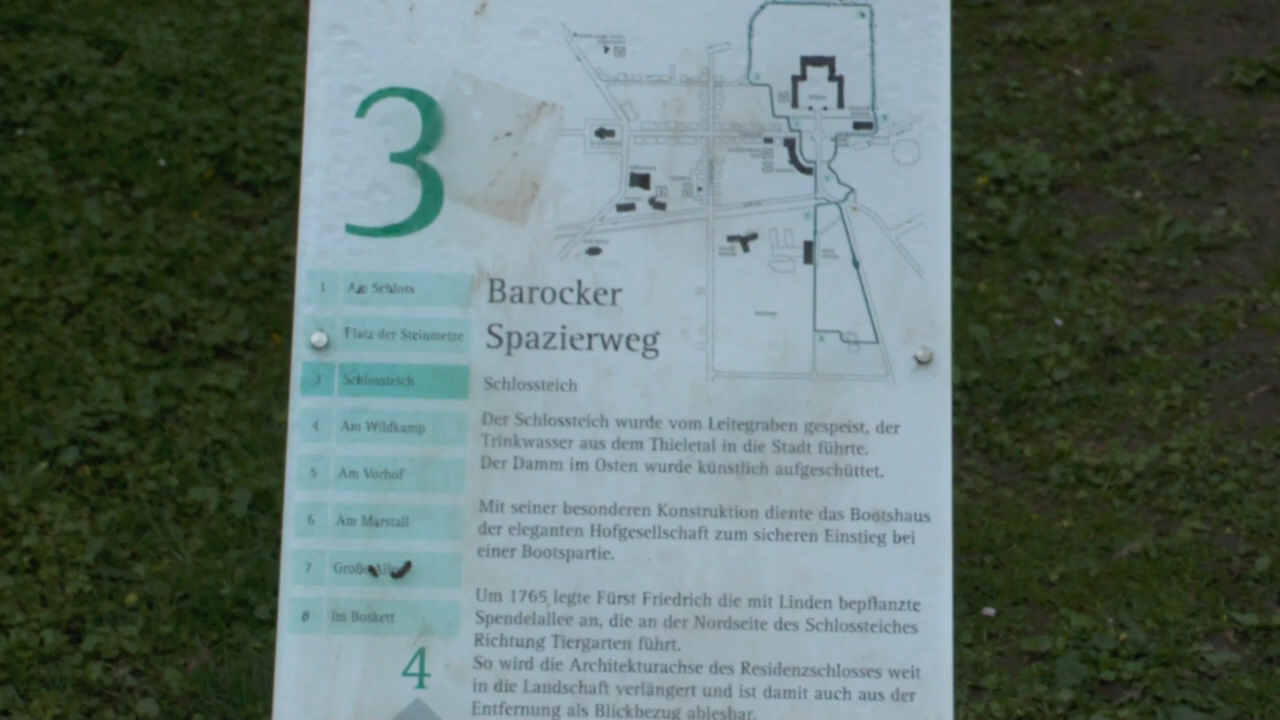 3
1 Am Schloss
Platz der Steinmetze
3 Schlossteich
4 Am Wildkamp
5 Am Vorhof
6 Am Marstall
7 Große Allee
8 Im Boskett
4
Barocker
Spazierweg
Schlossteich
Der Schlossteich wurde vom Leitegraben gespeist, der
Trinkwasser aus dem Thieletal in die Stadt führte.
Der Damm im Osten wurde künstlich aufgeschüttet.
Mit seiner besonderen Konstruktion diente das Bootshaus
der eleganten Hofgesellschaft zum sicheren Einstieg bei
einer Bootspartie.
Um 1765 legte Fürst Friedrich die mit Linden bepflanzte
Spendelallee an, die an der Nordseite des Schlossteiches
Richtung Tiergarten führt.
So wird die Architekturachse des Residenzschlosses weit
in die Landschaft verlängert und ist damit auch aus der
Entfernung als Blickbezug ablesbar.